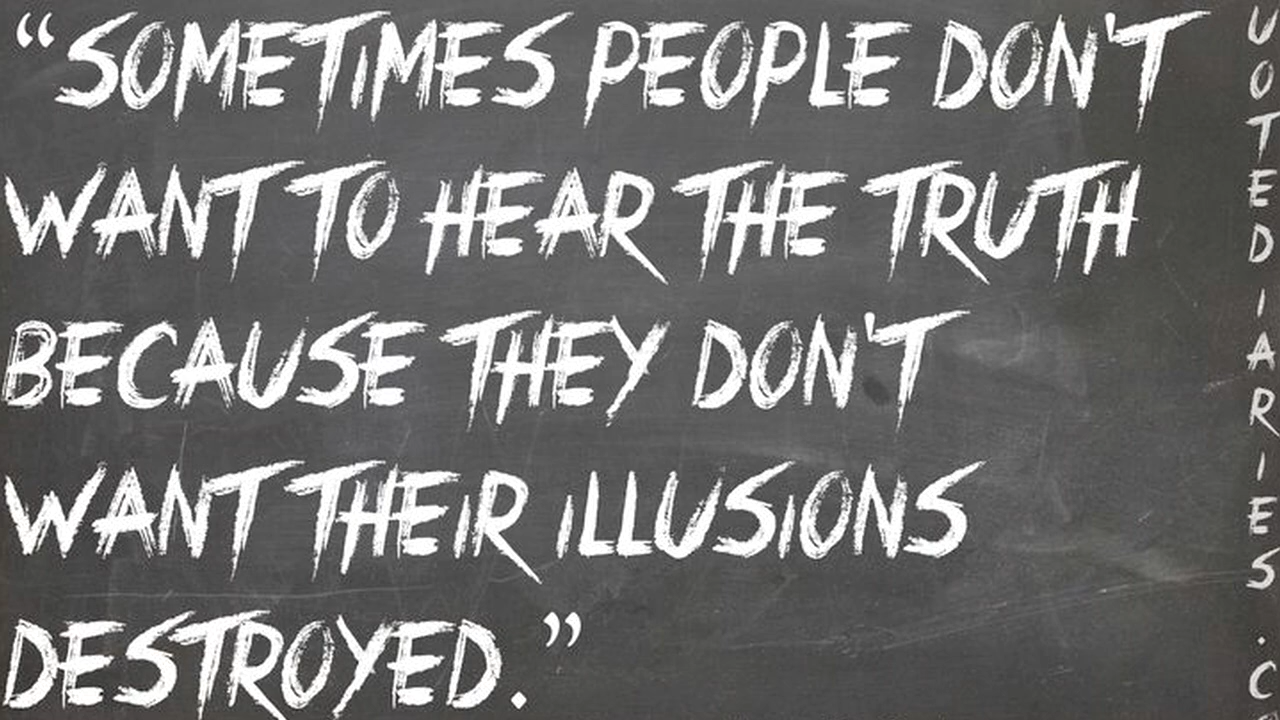 “SOMETIMES PEOPLE DON'T
WANT TO HEAR THE TRUTH
BECAUSE THEY DON'T
WANT THEIR ILLUSIONS
DESTROYED.”
UOTEDIARIES.C